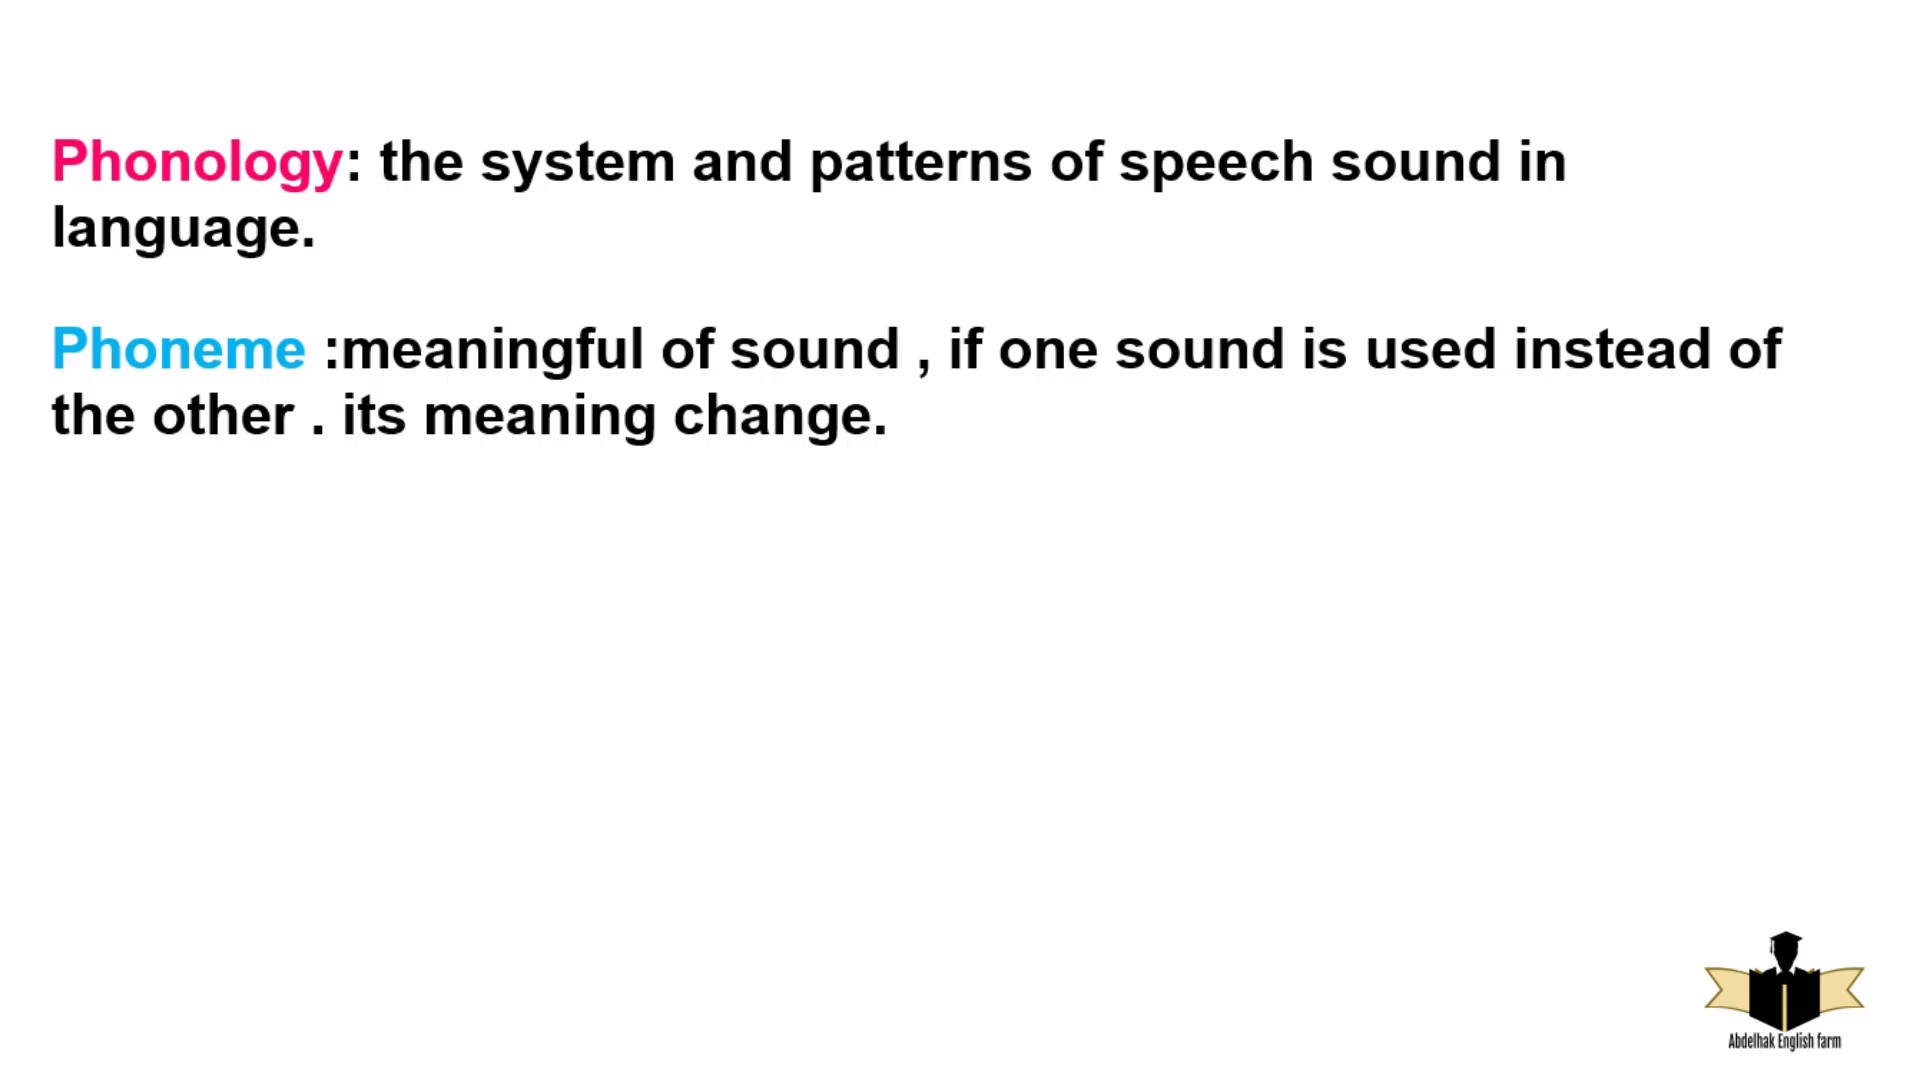 Phonology: the system and patterns of speech sound in
language.
Phoneme :meaningful of sound , if one sound is used instead of
the other . its meaning change.
Abdelhak English farm